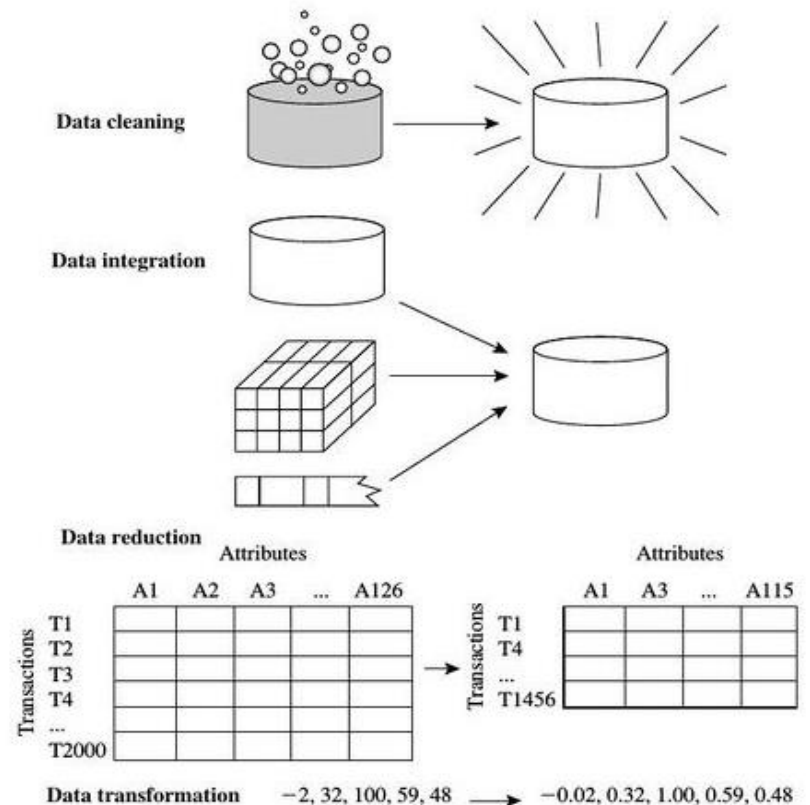 Data cleaning
Data integration
Data reduction
Attributes
A1 A2 A3 ... A126
Transactions
T1
T2
T3
T4
...
T2000
Attributes
A1 A3 ... A115
Transactions
T1
T4
...
T1456
Data transformation −2, 32, 100, 59, 48 −0.02, 0.32, 1.00, 0.59, 0.48